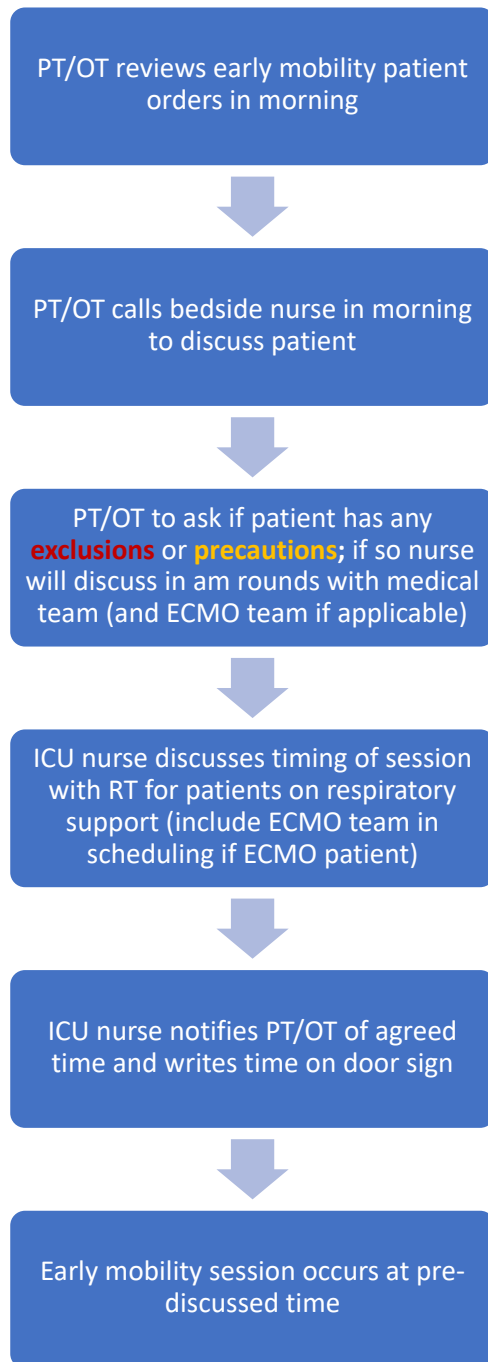 PT/OT reviews early mobility patient
orders in morning
PT/OT calls bedside nurse in morning
to discuss patient
PT/OT to ask if patient has any
exclusions or precautions; if so nurse
will discuss in am rounds with medical
team (and ECMO team if applicable)
ICU nurse discusses timing of session
with RT for patients on respiratory
support (include ECMO team in
scheduling if ECMO patient)
ICU nurse notifies PT/OT of agreed
time and writes time on door sign
Early mobility session occurs at pre-
discussed time